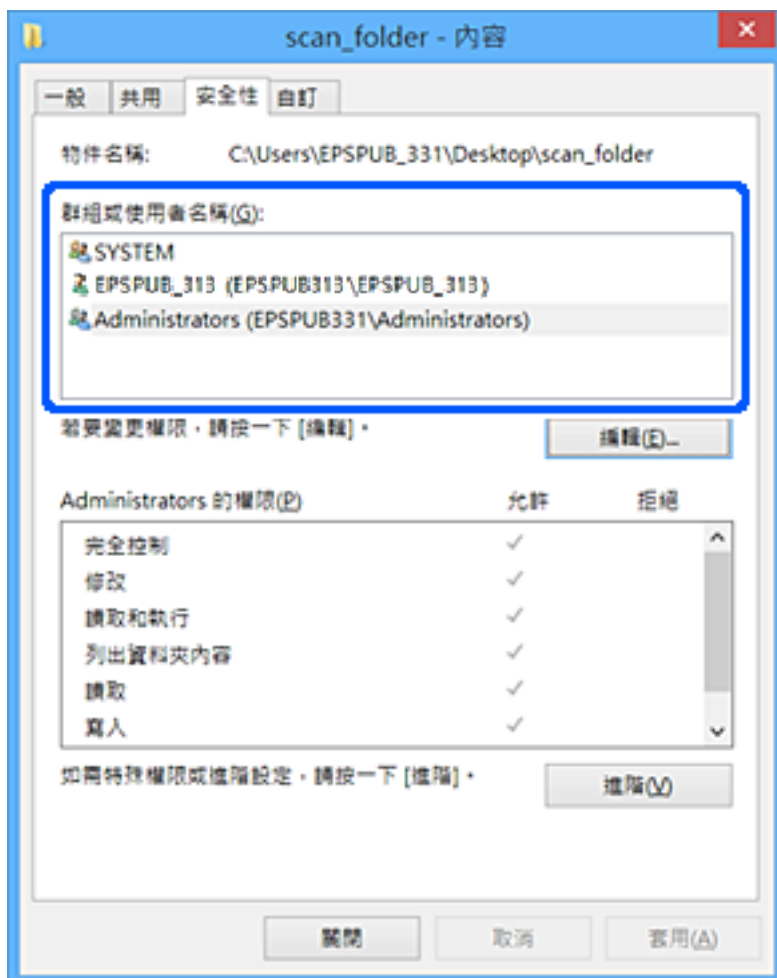 scan_folder - 內容
一般 共用 安全性 自訂
物件名稱: C:\Users\EPSPUB_331\Desktop\scan_folder
群組或使用者名稱(G):
SYSTEM
EPSPUB_313 (EPSPUB313\EPSPUB_313)
Administrators (EPSPUB331\Administrators)
若要變更權限，請按一下 [編輯]。
編輯(E)...
Administrators 的權限(P) 允許 拒絕
完全控制
修改
讀取和執行
列出資料夾內容
讀取
寫入
如需特殊權限或進階設定，請按一下 [進階]。
進階(V)
關閉 取消 套用(A)